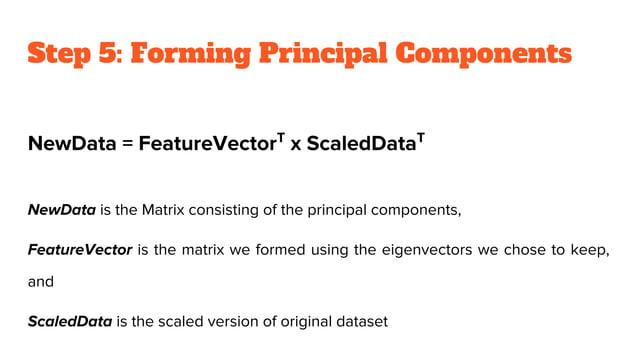 Step 5: Forming Principal Components
NewData = FeatureVectorᵀ x ScaledDataᵀ
NewData is the Matrix consisting of the principal components,
FeatureVector is the matrix we formed using the eigenvectors we chose to keep,
and
ScaledData is the scaled version of original dataset